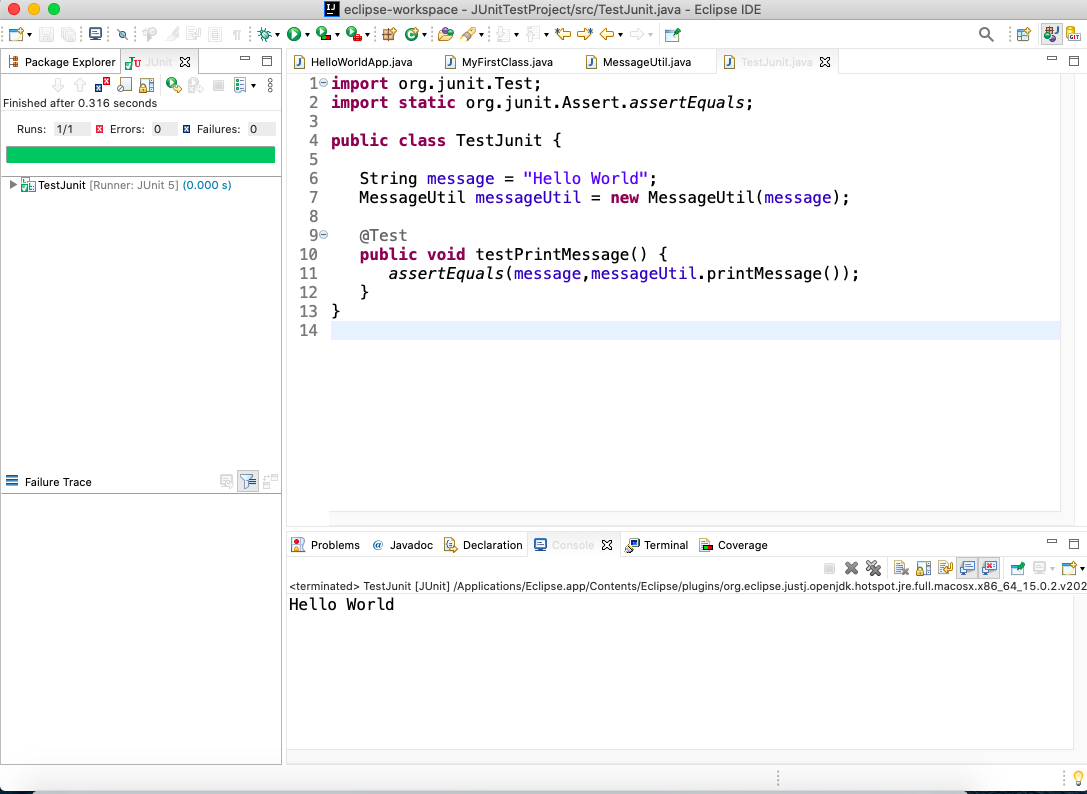 eclipse-workspace - JUnitTestProject/src/TestJunit.java - Eclipse IDE
Package Explorer JUnit
Finished after 0.316 seconds
Runs: 1/1 Errors: 0 Failures: 0
TestJunit [Runner: JUnit 5] (0.000 s)
Failure Trace
HelloWorldApp.java MyFirstClass.java MessageUtil.java TestJunit.java
1 import org.junit.Test;
2 import static org.junit.Assert.assertEquals;
3
4 public class TestJunit {
5
6 String message = "Hello World";
7 MessageUtil messageUtil = new MessageUtil(message);
8
9 @Test
10 public void testPrintMessage() {
11 assertEquals(message,messageUtil.printMessage());
12 }
13 }
14
Problems @ Javadoc Declaration Console Terminal Coverage
<terminated> TestJunit [JUnit] /Applications/Eclipse.app/Contents/Eclipse/plugins/org.eclipse.justj.openjdk.hotspot.jre.full.macosx.x86_64_15.0.2.v202
Hello World